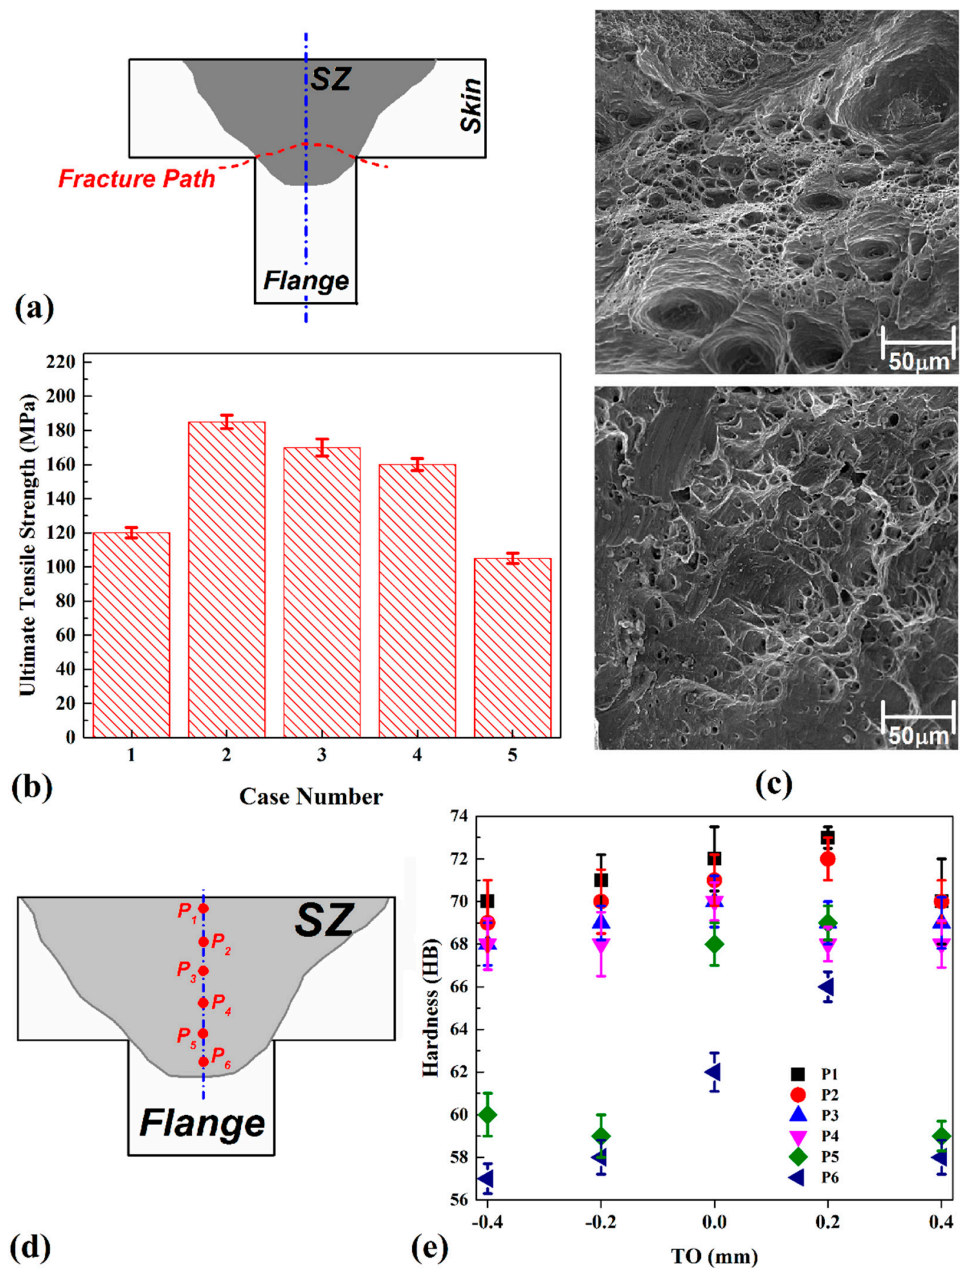 SZ
Skin
Fracture Path
Flange
(a)
50μm
220
200
180
160
140
120
100
80
60
40
20
0
Ultimate Tensile Strength (MPa)
1 2 3 4 5
Case Number
(b)
50μm
(c)
SZ
P1
P2
P3
P4
P5
P6
Flange
(d)
74
72
70
68
66
64
62
60
58
56
Hardness (HB)
P1
P2
P3
P4
P5
P6
-0.4 -0.2 0.0 0.2 0.4
TO (mm)
(e)